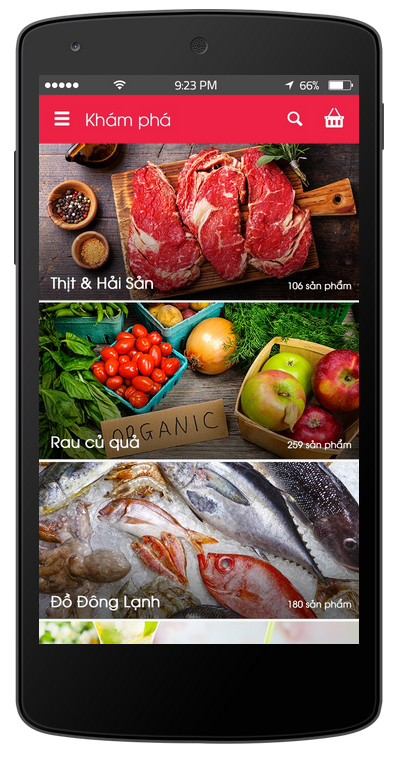 9:23 PM
66%
Khám phá
Thịt & Hải Sản
106 sản phẩm
ORGANIC
Rau củ quả
259 sản phẩm
Đồ Đông Lạnh
180 sản phẩm